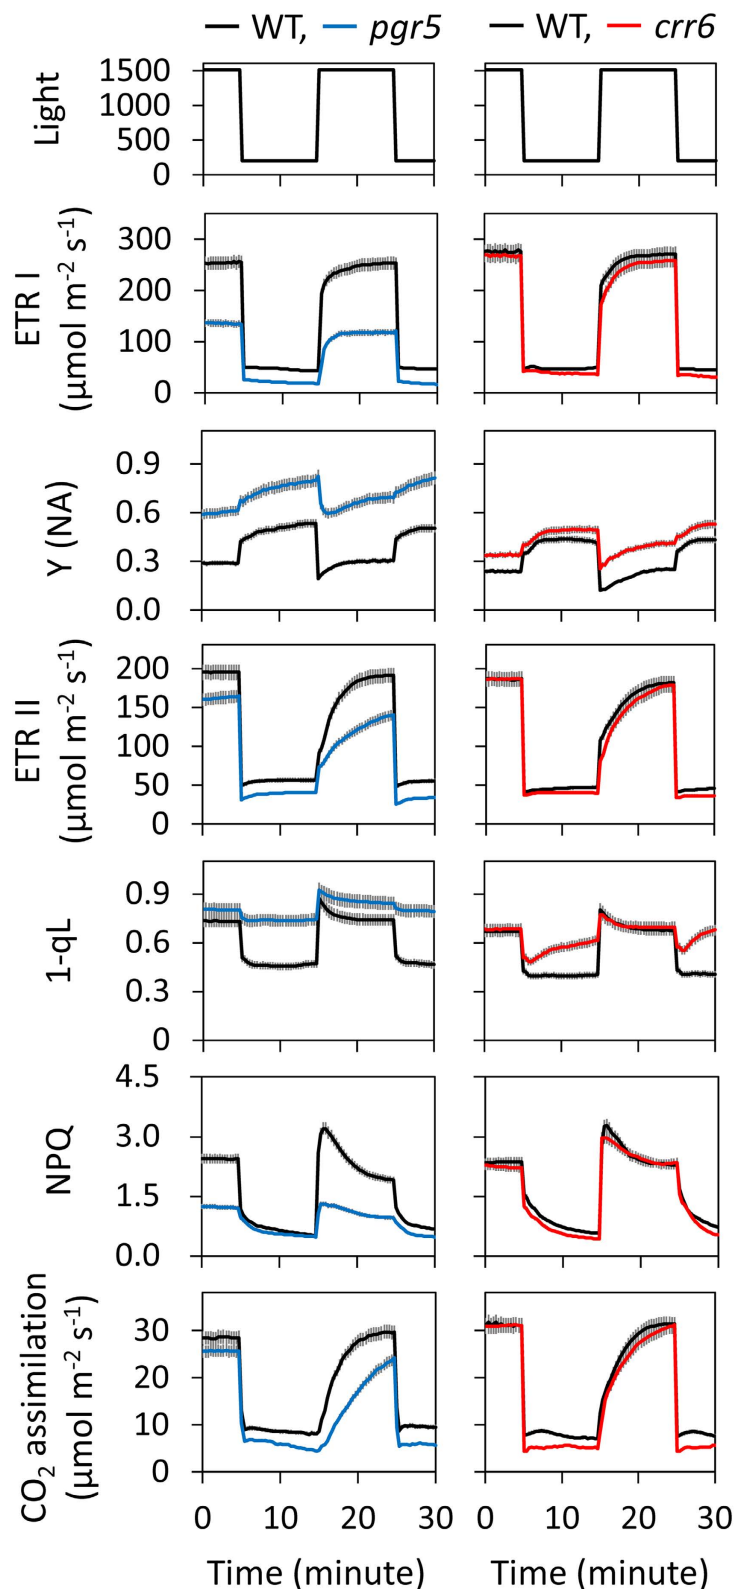 WT, pgr5
WT, crr6
Light
1500
1000
500
0
ETR I
(µmol m⁻² s⁻¹)
300
200
100
0
Y (NA)
0.9
0.6
0.3
0.0
ETR II
(µmol m⁻² s⁻¹)
200
150
100
50
0
1-qL
0.9
0.6
0.3
0
NPQ
4.5
3.0
1.5
0.0
CO₂ assimilation
(µmol m⁻² s⁻¹)
30
20
10
0
0 10 20 30
0 10 20 30
Time (minute)
Time (minute)